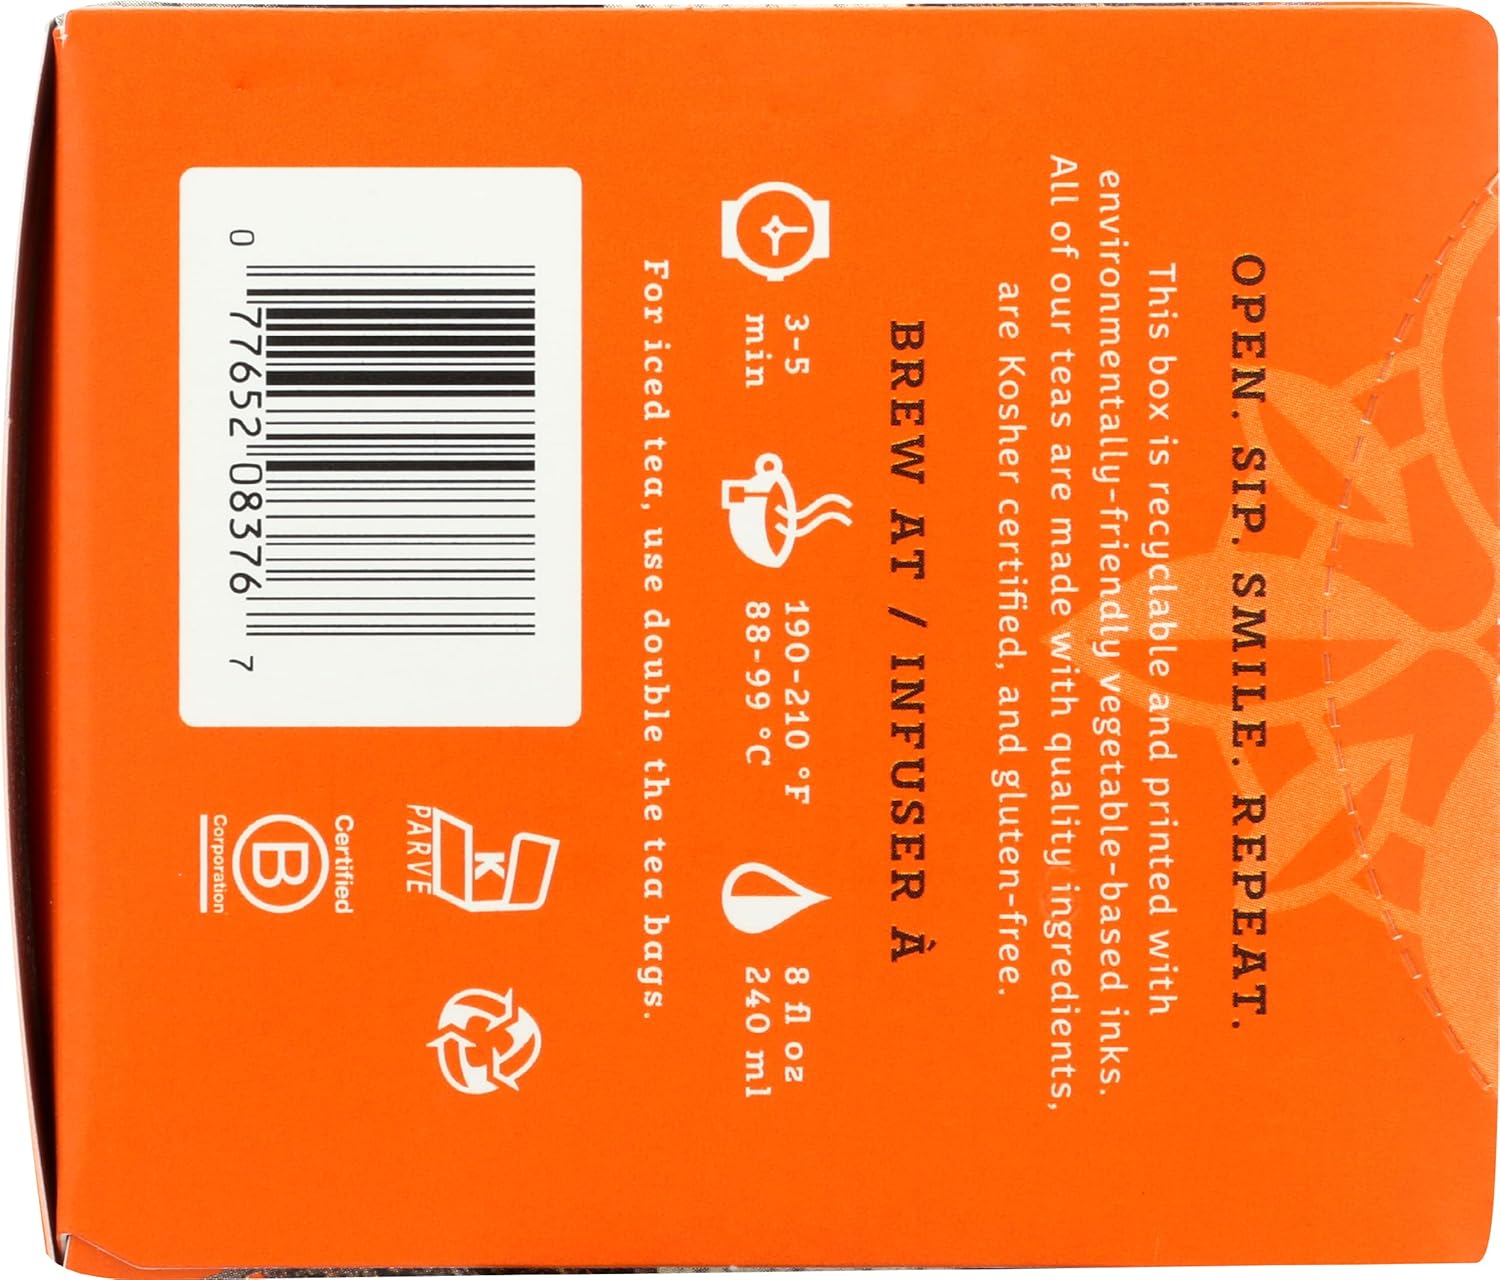 OPEN. SIP. SMILE. REPEAT.
This box is recyclable and printed with
environmentally-friendly vegetable-based inks.
All of our teas are made with quality ingredients,
are Kosher certified, and gluten-free.
BREW AT / INFUSER À
3-5
min
190-210 °F
88-99 °C
8 fl oz
240 ml
For iced tea, use double the tea bags.
0 77652 08376 7
K
PARVE
Certified
B
Corporation